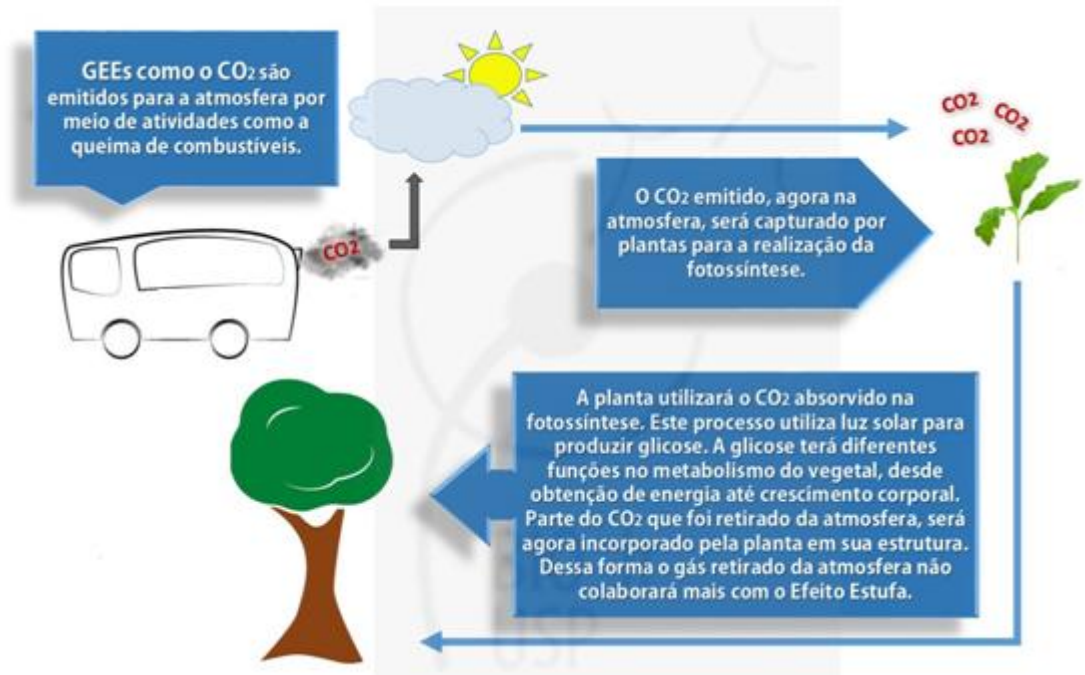 GEEs como o CO2 são
emitidos para a atmosfera por
meio de atividades como a
queima de combustíveis.
CO2
CO2
CO2
CO2
O CO2 emitido, agora na
atmosfera, será capturado por
plantas para a realização da
fotossíntese.
A planta utilizará o CO2 absorvido na
fotossíntese. Este processo utiliza luz solar para
produzir glicose. A glicose terá diferentes
funções no metabolismo do vegetal, desde
obtenção de energia até crescimento corporal.
Parte do CO2 que foi retirado da atmosfera, será
agora incorporado pela planta em sua estrutura.
Dessa forma o gás retirado da atmosfera não
colaborará mais com o Efeito Estufa.
USP